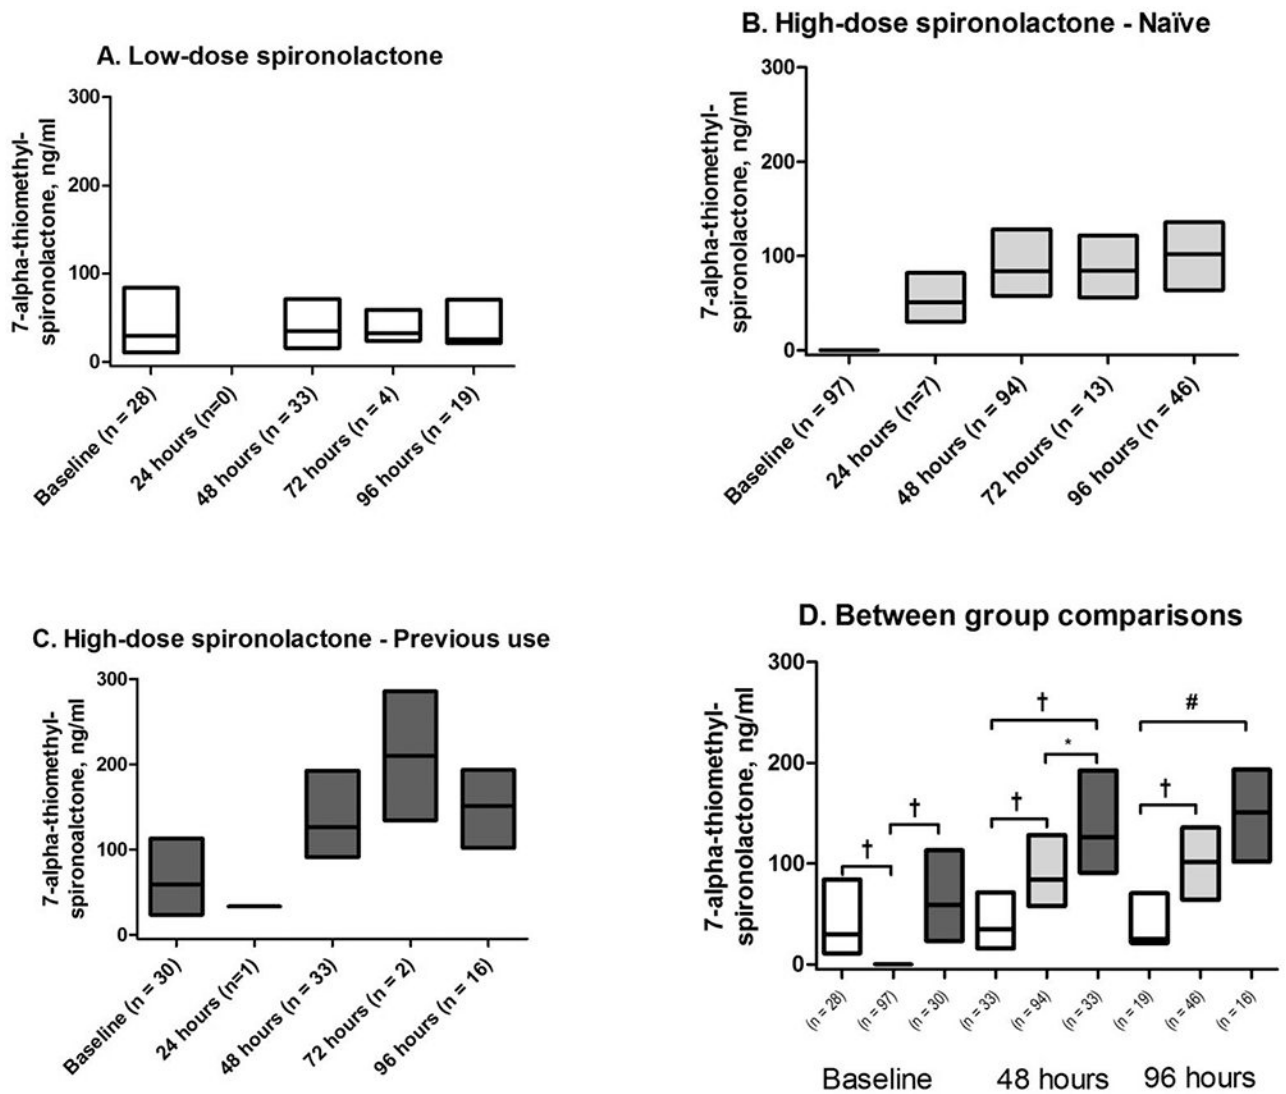 A. Low-dose spironolactone
7-alpha-thiomethyl-
spironolactone, ng/ml
300
200
100
0
Baseline (n = 28)
24 hours (n=0)
48 hours (n = 33)
72 hours (n = 4)
96 hours (n = 19)
B. High-dose spironolactone - Naïve
7-alpha-thiomethyl-
spironolactone, ng/ml
300
200
100
0
Baseline (n = 97)
24 hours (n=7)
48 hours (n = 94)
72 hours (n = 13)
96 hours (n = 46)
C. High-dose spironolactone - Previous use
7-alpha-thiomethyl-
spironoalctone, ng/ml
300
200
100
0
Baseline (n = 30)
24 hours (n=1)
48 hours (n = 33)
72 hours (n = 2)
96 hours (n = 16)
D. Between group comparisons
7-alpha-thiomethyl-
spironolactone, ng/ml
300
200
100
0
†
†
†
†
*
†
#
(n = 28)
(n = 97)
(n = 30)
(n = 33)
(n = 94)
(n = 33)
(n = 19)
(n = 46)
(n = 16)
Baseline
48 hours
96 hours